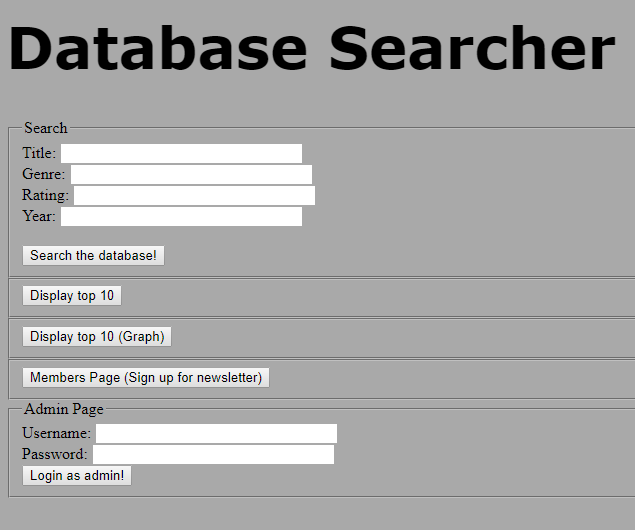 Database Searcher
Search
Title:
Genre:
Rating:
Year:
Search the database!
Display top 10
Display top 10 (Graph)
Members Page (Sign up for newsletter)
Admin Page
Username:
Password:
Login as admin!